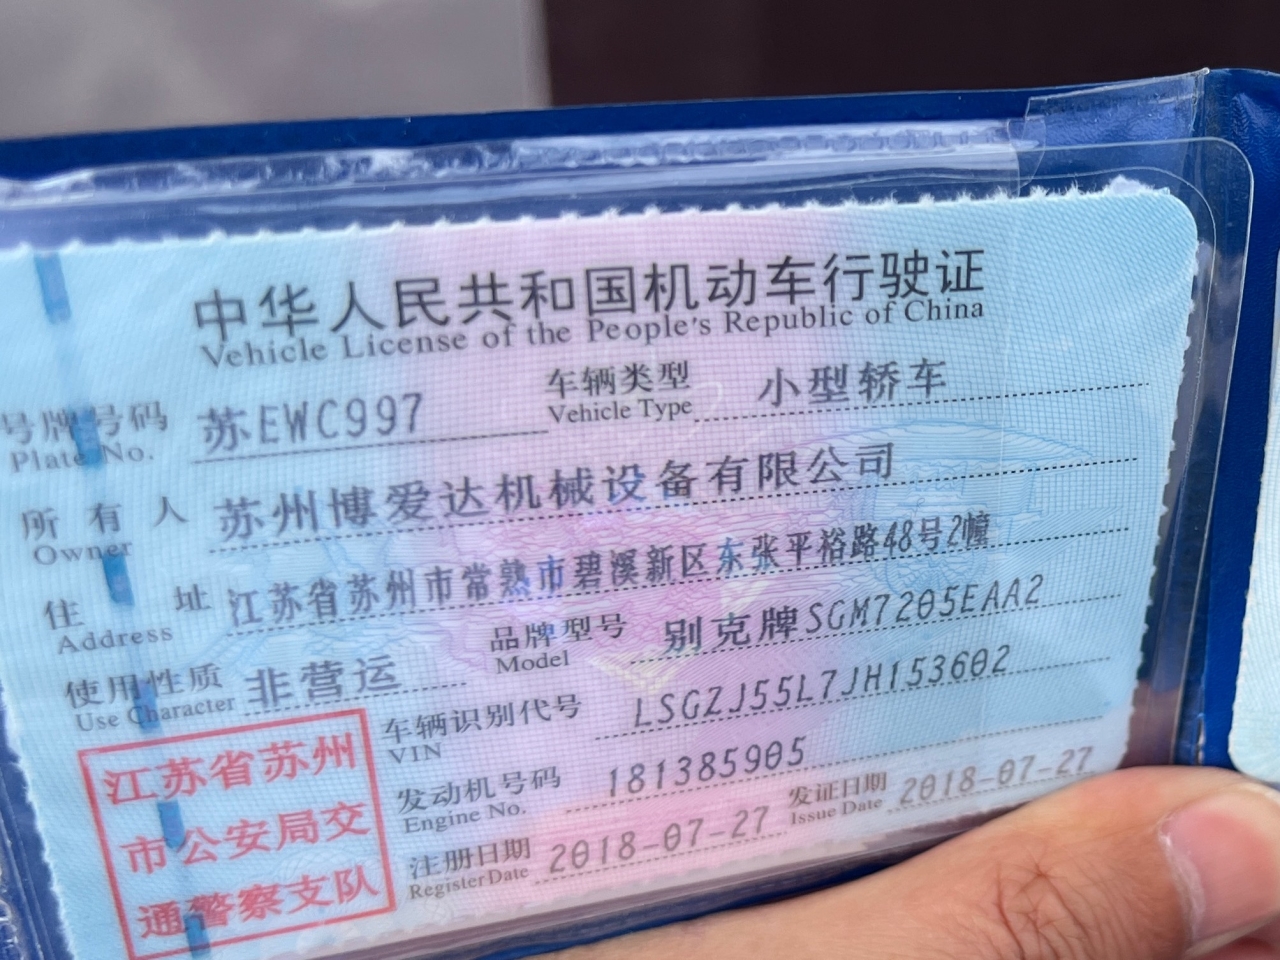 中华人民共和国机动车行驶证
Vehicle License of the People's Republic of China
号牌号码 苏EWC997 车辆类型 小型轿车
Plate No. Vehicle Type
所有人 苏州博爱达机械设备有限公司
Owner
住址 江苏省苏州市常熟市碧溪新区东张平裕路48号2幢
Address
使用性质 非营运 品牌型号 别克牌SGM7205EAA2
Use Character Model
车辆识别代号 LSGZJ55L7JH153602
VIN
发动机号码 181385905
Engine No.
注册日期 2018-07-27 发证日期 2018-07-27
Register Date Issue Date
江苏省苏州
市公安局交
通警察支队